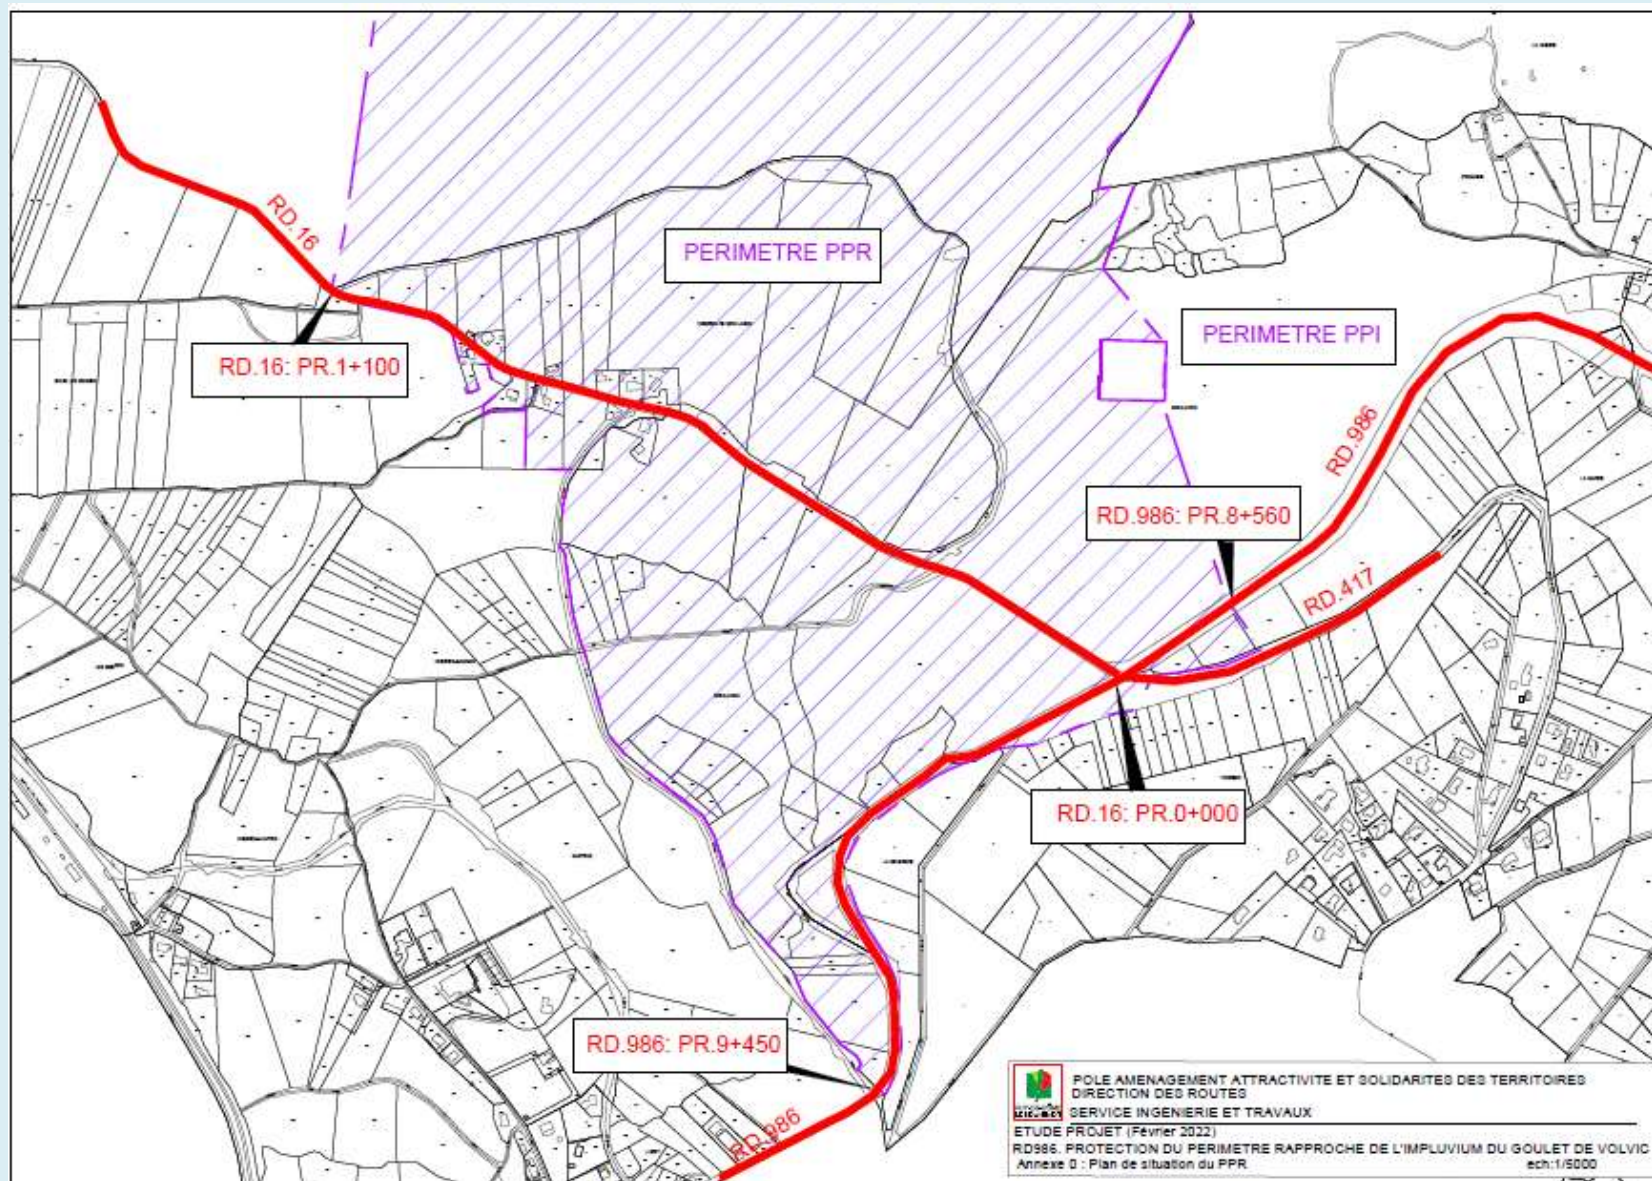 RD.16
PERIMETRE PPR
PERIMETRE PPI
RD.16: PR.1+100
RD.986
RD.986: PR.8+560
RD.417
RD.16: PR.0+000
RD.986: PR.9+450
RD.986
POLE AMENAGEMENT ATTRACTIVITE ET SOLIDARITES DES TERRITOIRES
DIRECTION DES ROUTES
SERVICE INGENIERIE ET TRAVAUX
ETUDE PROJET (Février 2022)
RD986. PROTECTION DU PERIMETRE RAPPROCHE DE L'IMPLUVIUM DU GOULET DE VOLVIC
Annexe 0 : Plan de situation du PPR ech:1/5000